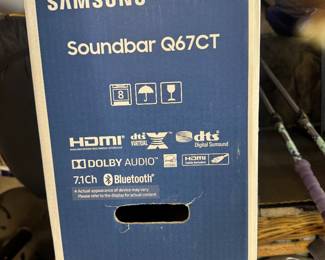 SAMSUNG
Soundbar Q67CT
8
HDMI dts VIRTUAL X dts Digital Surround
DOLBY AUDIO™ HDMI
7.1Ch Bluetooth®
• Actual appearance of device may vary.
Please refer to the display for actual content.